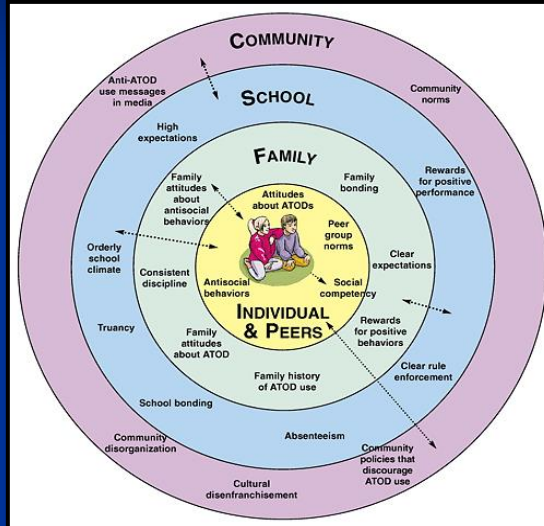 COMMUNITY
Anti-ATOD
use messages
in media
Community
norms
SCHOOL
High
expectations
Rewards
for positive
performance
FAMILY
Family
attitudes
about
antisocial
behaviors
Family
bonding
Attitudes
about ATODs
Peer
group
norms
Orderly
school
climate
Consistent
discipline
Clear
expectations
Antisocial
behaviors
Social
competency
INDIVIDUAL
& PEERS
Truancy
Family
attitudes
about ATOD
Rewards
for positive
behaviors
Family history
of ATOD use
Clear rule
enforcement
School bonding
Absenteeism
Community
disorganization
Community
policies that
discourage
ATOD use
Cultural
disenfranchisement